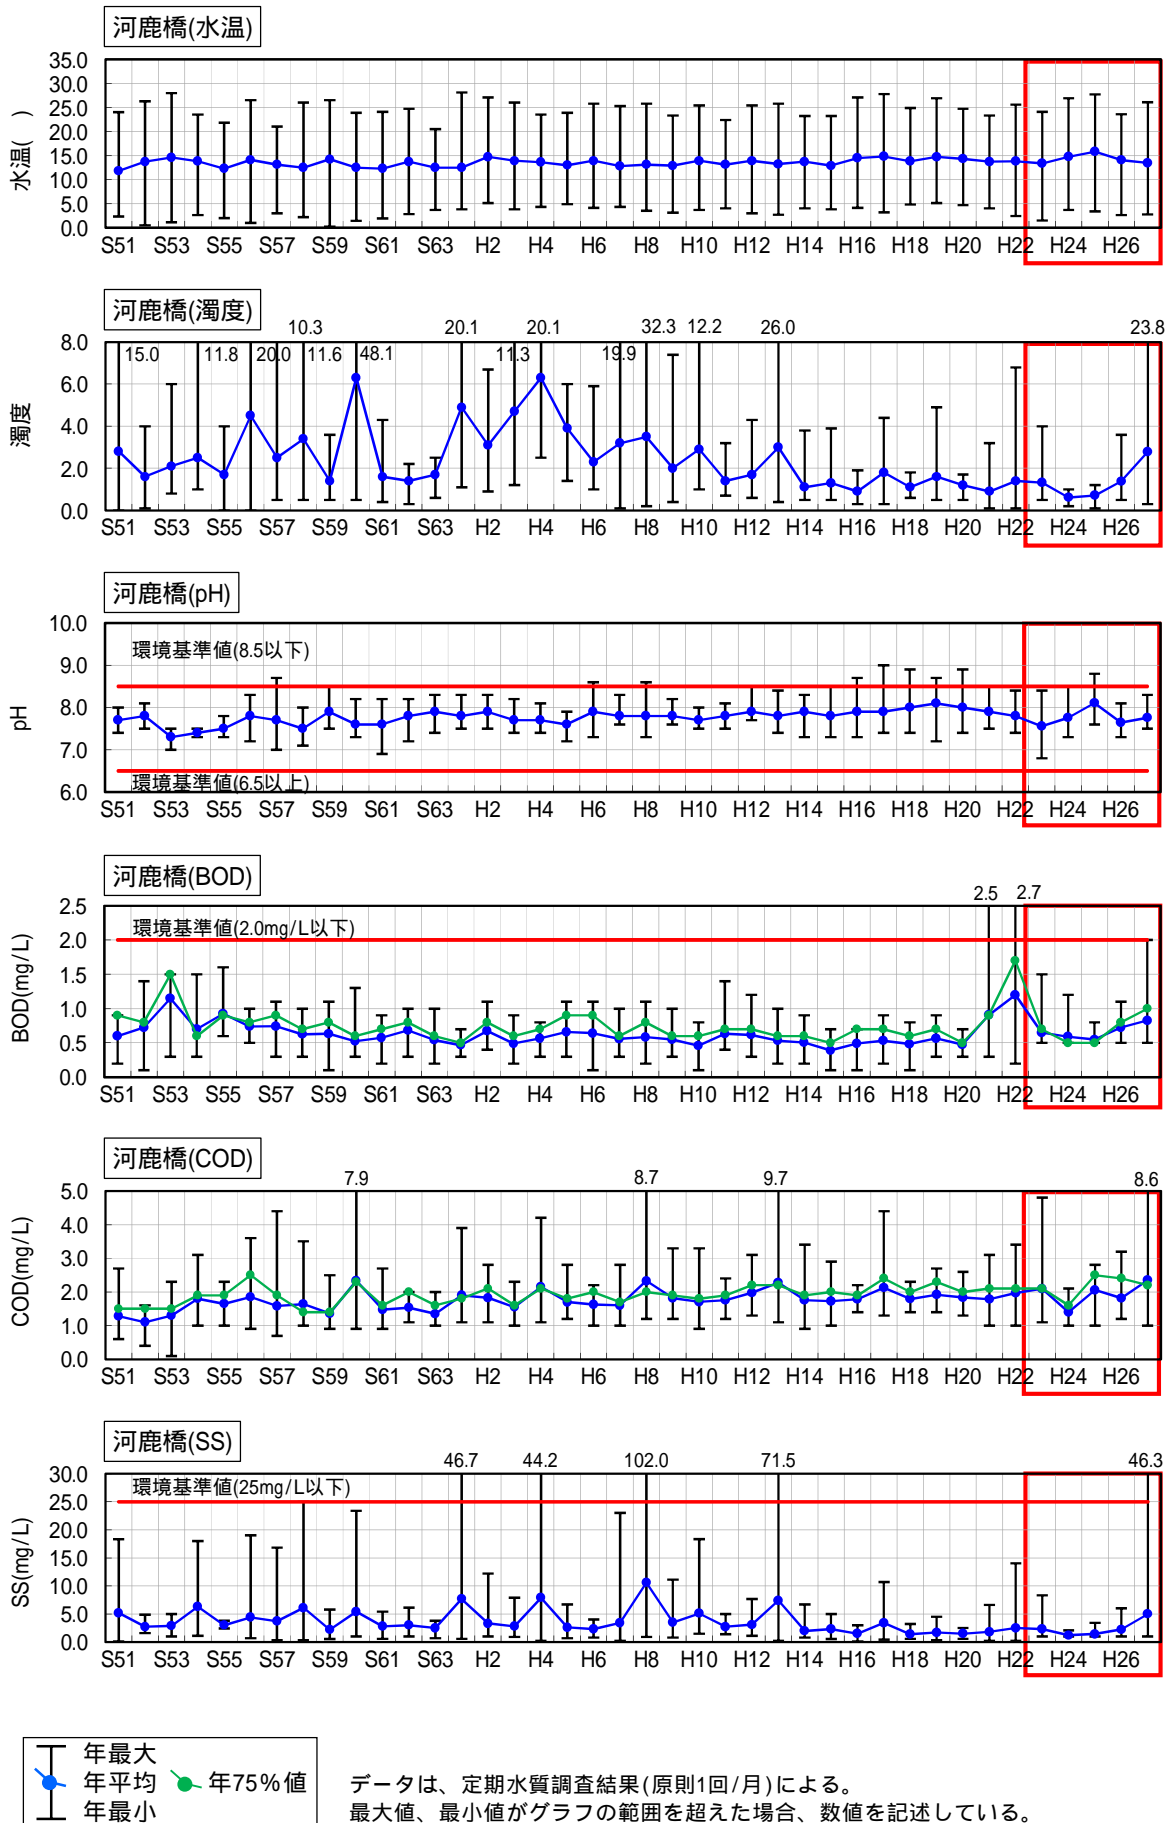 河鹿橋(水温)
35.0
30.0
25.0
20.0
15.0
10.0
5.0
0.0
水温( )
S51 S53 S55 S57 S59 S61 S63 H2 H4 H6 H8 H10 H12 H14 H16 H18 H20 H22 H24 H26
河鹿橋(濁度)
10.3 20.1 20.1 32.3 12.2 26.0 23.8
15.0 11.8 20.0 11.6 48.1 11.3 19.9
8.0
6.0
4.0
2.0
0.0
濁度
S51 S53 S55 S57 S59 S61 S63 H2 H4 H6 H8 H10 H12 H14 H16 H18 H20 H22 H24 H26
河鹿橋(pH)
10.0
9.0
8.0
7.0
6.0
pH
環境基準値(8.5以下)
環境基準値(6.5以上)
S51 S53 S55 S57 S59 S61 S63 H2 H4 H6 H8 H10 H12 H14 H16 H18 H20 H22 H24 H26
河鹿橋(BOD)
2.5 2.7
2.5
2.0
1.5
1.0
0.5
0.0
BOD(mg/L)
環境基準値(2.0mg/L以下)
S51 S53 S55 S57 S59 S61 S63 H2 H4 H6 H8 H10 H12 H14 H16 H18 H20 H22 H24 H26
河鹿橋(COD)
7.9 8.7 9.7 8.6
5.0
4.0
3.0
2.0
1.0
0.0
COD(mg/L)
S51 S53 S55 S57 S59 S61 S63 H2 H4 H6 H8 H10 H12 H14 H16 H18 H20 H22 H24 H26
河鹿橋(SS)
46.7 44.2 102.0 71.5 46.3
30.0
25.0
20.0
15.0
10.0
5.0
0.0
SS(mg/L)
環境基準値(25mg/L以下)
S51 S53 S55 S57 S59 S61 S63 H2 H4 H6 H8 H10 H12 H14 H16 H18 H20 H22 H24 H26
年最大
年平均 年75%値
年最小
データは、定期水質調査結果(原則1回/月)による。
最大値、最小値がグラフの範囲を超えた場合、数値を記述している。